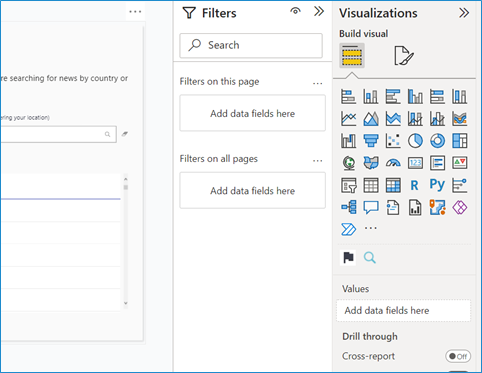 re searching for news by country or
ering your location)
Filters
Search
Filters on this page
...
Add data fields here
Filters on all pages
...
Add data fields here
Visualizations
Build visual
123
R
Py
...
Values
Add data fields here
Drill through
Cross-report
Off